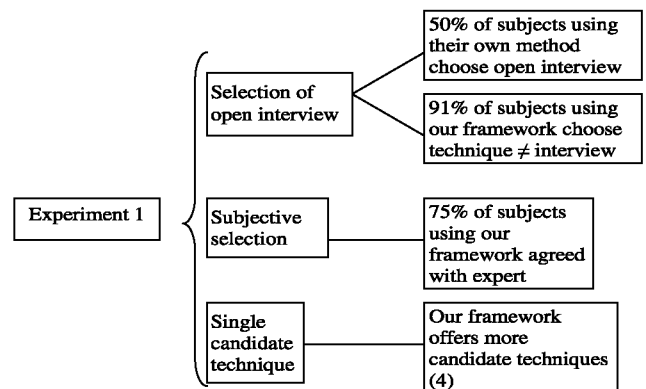 50% of subjects using
their own method
choose open interview
Selection of
open interview
91% of subjects using
our framework choose
technique ≠ interview
Experiment 1
Subjective
selection
75% of subjects
using our
framework agreed
with expert
Single
candidate
technique
Our framework
offers more
candidate techniques
(4)